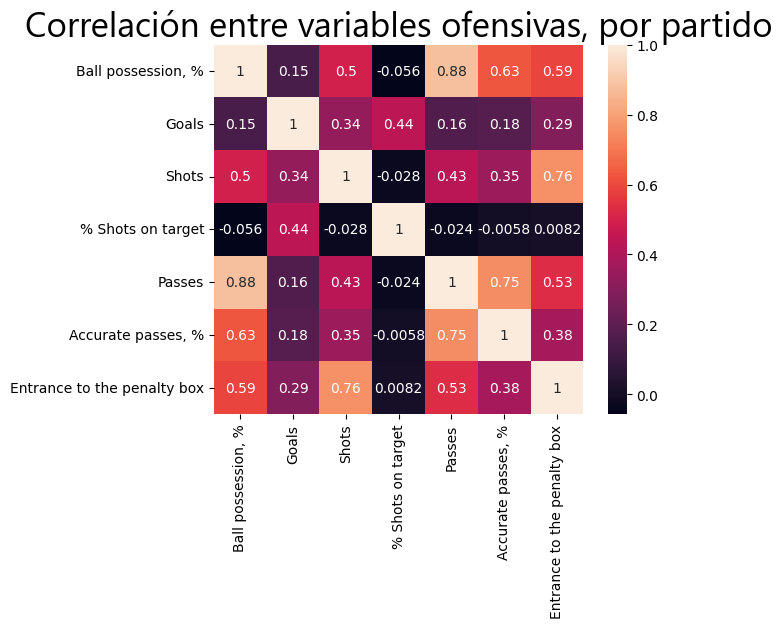 Correlaciòn entre variables ofensivas, por partido
Ball possession, % 1 0.15 0.5 -0.056 0.88 0.63 0.59
Goals 0.15 1 0.34 0.44 0.16 0.18 0.29
Shots 0.5 0.34 1 -0.028 0.43 0.35 0.76
% Shots on target -0.056 0.44 -0.028 1 -0.024 -0.0058 0.0082
Passes 0.88 0.16 0.43 -0.024 1 0.75 0.53
Accurate passes, % 0.63 0.18 0.35 -0.0058 0.75 1 0.38
Entrance to the penalty box 0.59 0.29 0.76 0.0082 0.53 0.38 1
Ball possession, %
Goals
Shots
% Shots on target
Passes
Accurate passes, %
Entrance to the penalty box
1.0
0.8
0.6
0.4
0.2
0.0